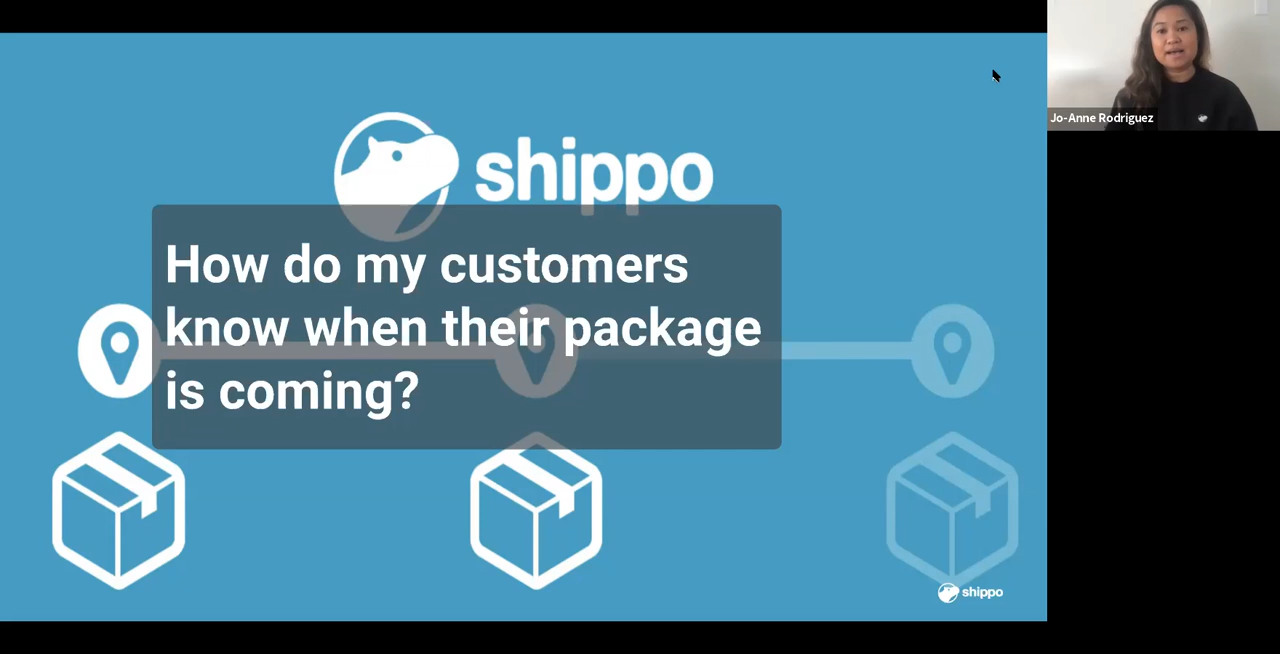 shippo
How do my customers
know when their package
is coming?
shippo
Jo-Anne Rodriguez